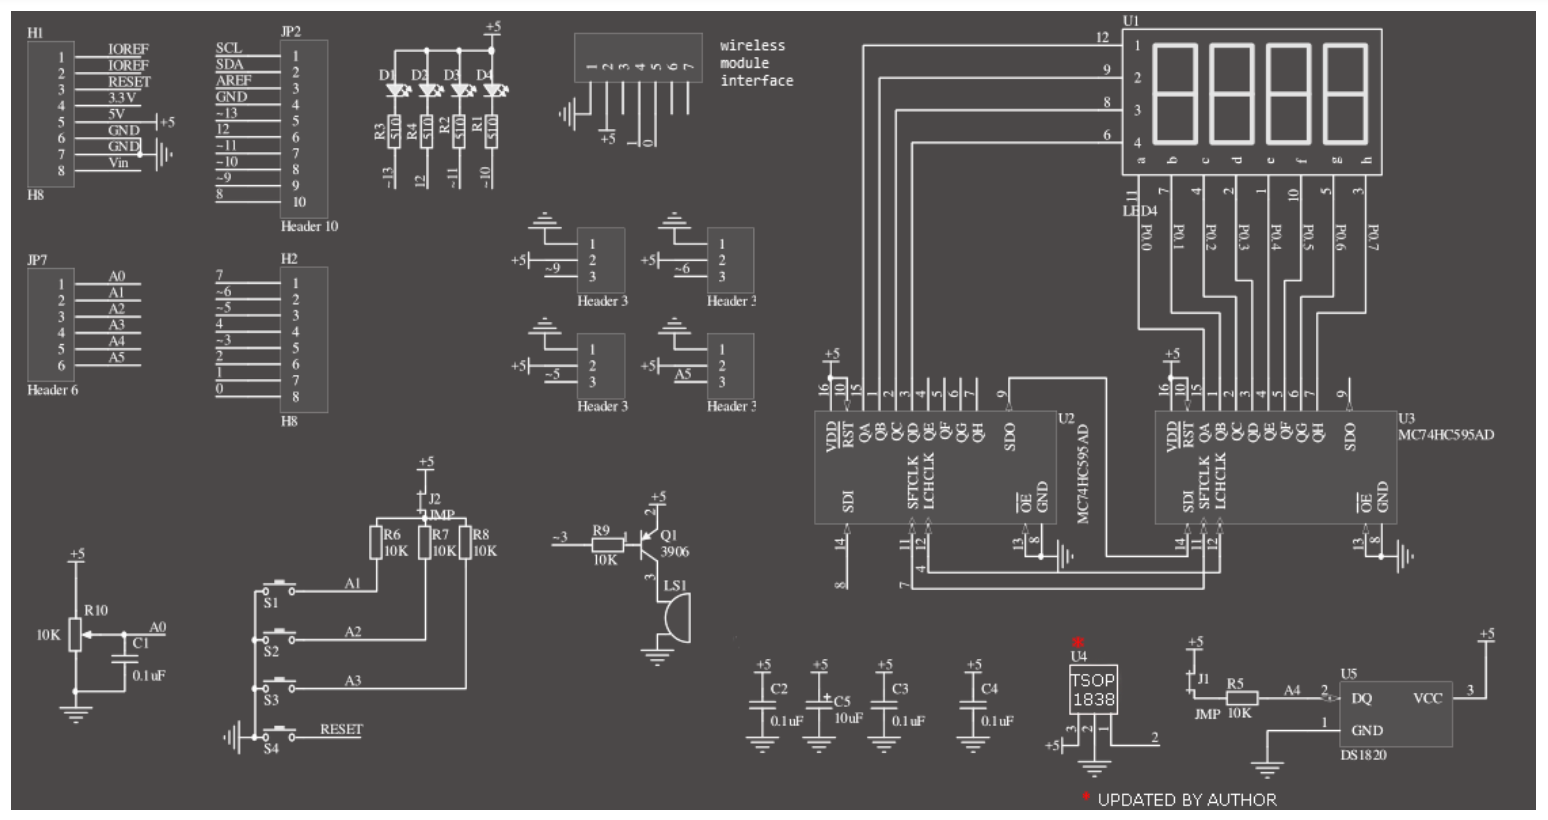 H1
1 IOREF
2 IOREF
3 RESET
4 3.3V
5 5V +5
6 GND
7 GND
8 Vin
H8
JP2
SCL 1
SDA 2
AREF 3
GND 4
~13 5
12 6
~11 7
~10 8
~9 9
8 10
Header 10
+5
D1 D2 D3 D4
R3 510 R4 510 R2 510 R1 510
~13 12 ~11 ~10
1 2 3 4 5 6 7
+5 1 0
wireless
module
interface
JP7
1 A0
2 A1
3 A2
4 A3
5 A4
6 A5
Header 6
H2
7 1
~6 2
~5 3
4 4
~3 5
2 6
1 7
0 8
H8
1
+5 2
~9 3
Header 3
1
+5 2
~6 3
Header 3
1
+5 2
~5 3
Header 3
1
+5 2
A5 3
Header 3
U1
12 1
9 2
8 3
6 4
a b c d e f g h
11 7 4 2 1 10 5 3
LED4
P0.0 P0.1 P0.2 P0.3 P0.4 P0.5 P0.6 P0.7
+5
16 10 15 1 2 3 4 5 6 7 9
VDD RST QA QB QC QD QE QF QG QH SDO
U2
MC74HC595AD
SDI SFTCLK LCHCLK OE GND
14 11 12 13 8
8 7 4
+5
16 10 15 1 2 3 4 5 6 7 9
VDD RST QA QB QC QD QE QF QG QH SDO
U3
MC74HC595AD
SDI SFTCLK LCHCLK OE GND
14 11 12 13 8
+5
R10
10K
A0
C1
0.1uF
+5
J2
JMP
R6 R7 R8
10K 10K 10K
S1 A1
S2 A2
S3 A3
S4 RESET
+5
2
~3 R9 1 Q1
10K 3906
3
LS1
+5 +5 +5 +5
C2 C5 C3 C4
0.1uF 10uF 0.1uF 0.1uF
+
*
U4
TSOP
1838
3 2 1
+5 2
+5
J1
JMP
R5
10K
A4
U5
2 DQ VCC 3
+5
1 GND
DS1820
* UPDATED BY AUTHOR